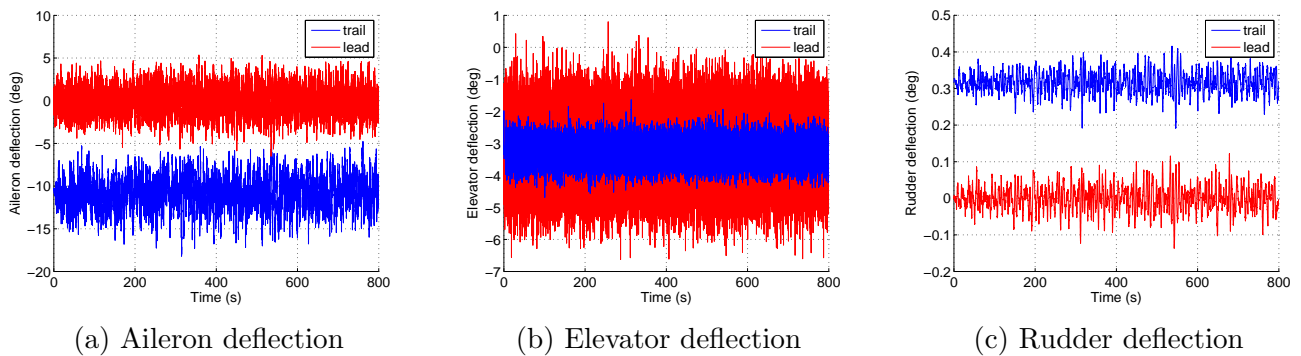 10
5
0
−5
−10
−15
−20
0
200
400
600
800
Time (s)
Aileron deflection (deg)
trail
lead
(a) Aileron deflection
1
0
−1
−2
−3
−4
−5
−6
−7
0
200
400
600
800
Time (s)
Elevator deflection (deg)
trail
lead
(b) Elevator deflection
0.5
0.4
0.3
0.2
0.1
0
−0.1
−0.2
0
200
400
600
800
Time (s)
Rudder deflection (deg)
trail
lead
(c) Rudder deflection